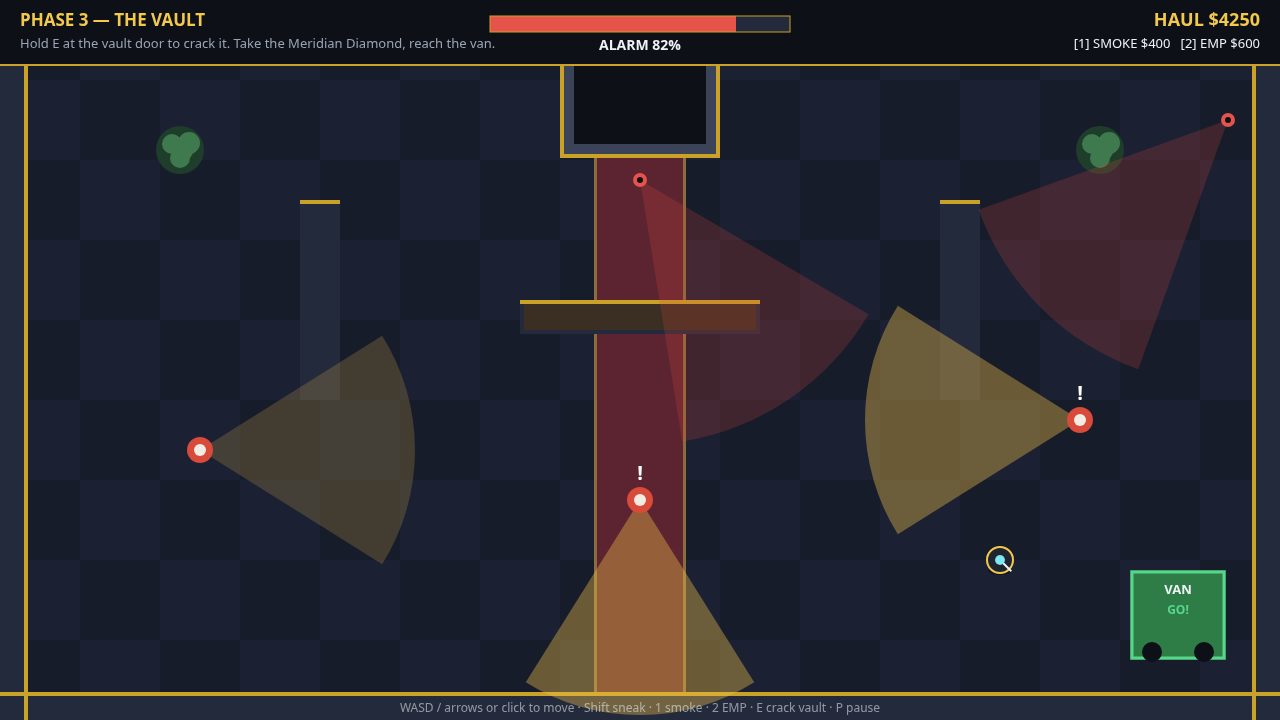 PHASE 3 — THE VAULT
Hold E at the vault door to crack it. Take the Meridian Diamond, reach the van.
ALARM 82%
HAUL $4250
[1] SMOKE $400 [2] EMP $600
!
!
VAN
GO!
WASD / arrows or click to move · Shift sneak · 1 smoke · 2 EMP · E crack vault · P pause